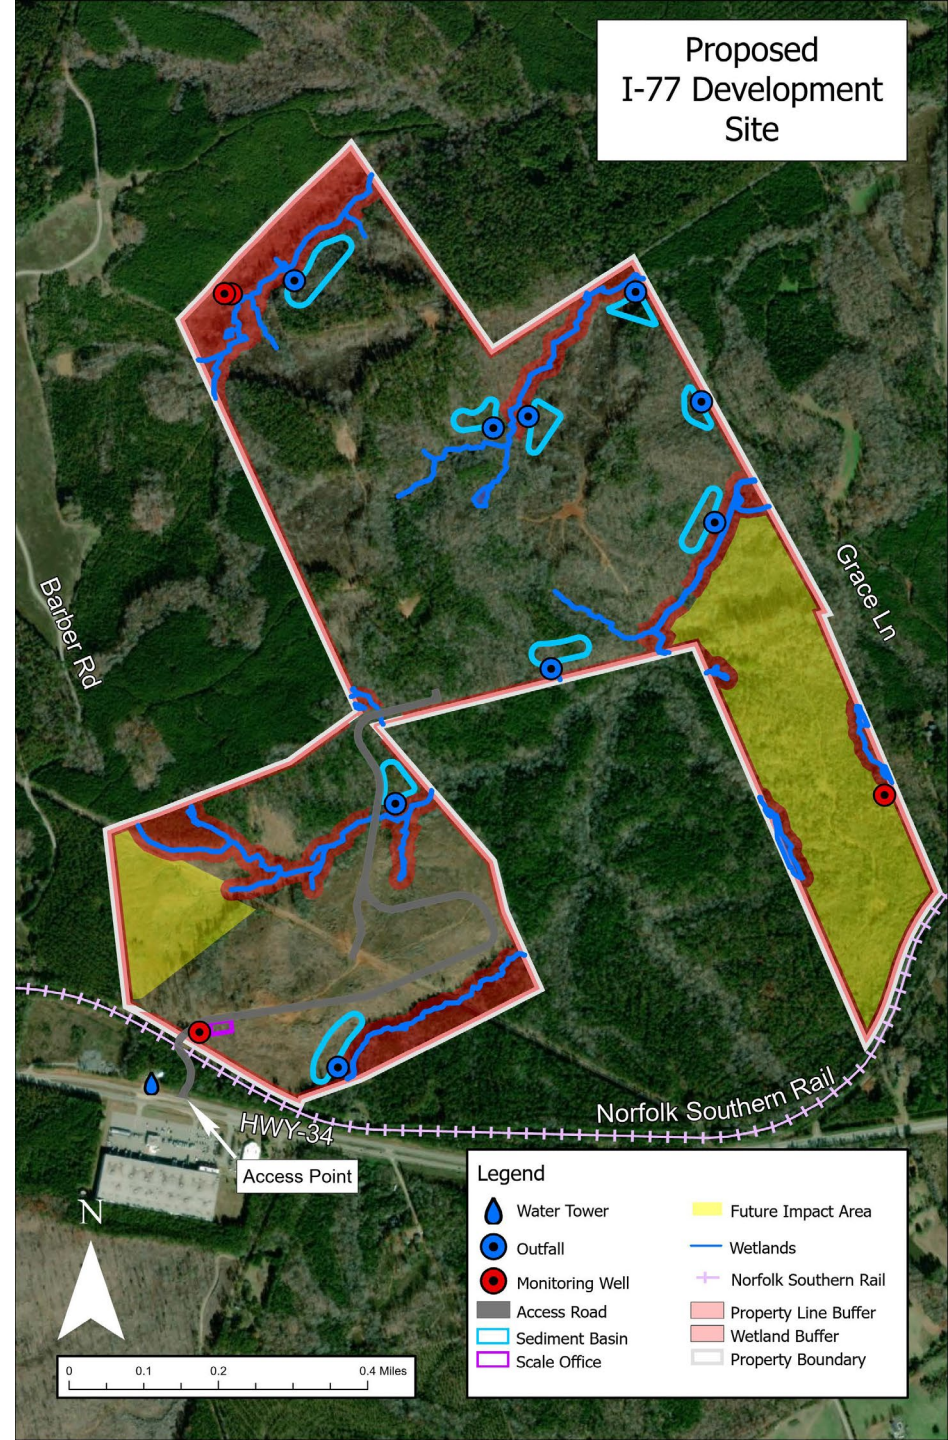 Proposed
I-77 Development
Site
Barber Rd
Grace Ln
Norfolk Southern Rail
HWY-34
Access Point
N
0 0.1 0.2 0.4 Miles
Legend
Water Tower
Outfall
Monitoring Well
Access Road
Sediment Basin
Scale Office
Future Impact Area
Wetlands
Norfolk Southern Rail
Property Line Buffer
Wetland Buffer
Property Boundary